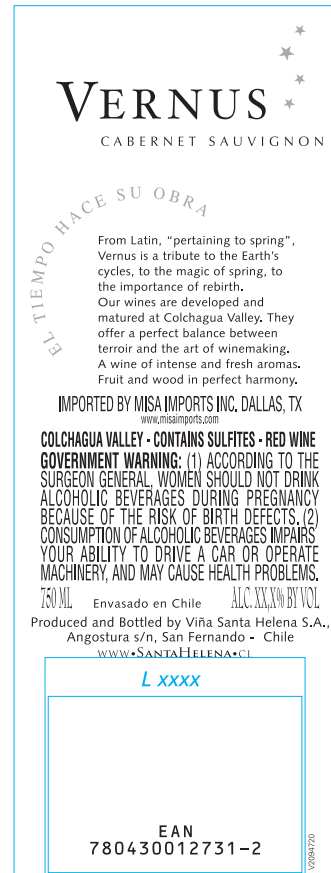 VERNUS
CABERNET SAUVIGNON
EL TIEMPO HACE SU OBRA
From Latin, “pertaining to spring”,
Vernus is a tribute to the Earth’s
cycles, to the magic of spring, to
the importance of rebirth.
Our wines are developed and
matured at Colchagua Valley. They
offer a perfect balance between
terroir and the art of winemaking.
A wine of intense and fresh aromas.
Fruit and wood in perfect harmony.
IMPORTED BY MISA IMPORTS INC. DALLAS, TX
www.misaimports.com
COLCHAGUA VALLEY - CONTAINS SULFITES - RED WINE
GOVERNMENT WARNING: (1) ACCORDING TO THE
SURGEON GENERAL, WOMEN SHOULD NOT DRINK
ALCOHOLIC BEVERAGES DURING PREGNANCY
BECAUSE OF THE RISK OF BIRTH DEFECTS. (2)
CONSUMPTION OF ALCOHOLIC BEVERAGES IMPAIRS
YOUR ABILITY TO DRIVE A CAR OR OPERATE
MACHINERY, AND MAY CAUSE HEALTH PROBLEMS.
750 ML Envasado en Chile ALC. XX,X% BY VOL
Produced and Bottled by Viña Santa Helena S.A.,
Angostura s/n, San Fernando - Chile
WWW•SANTAHELENA•CL
L xxxx
EAN
780430012731-2
V2094720